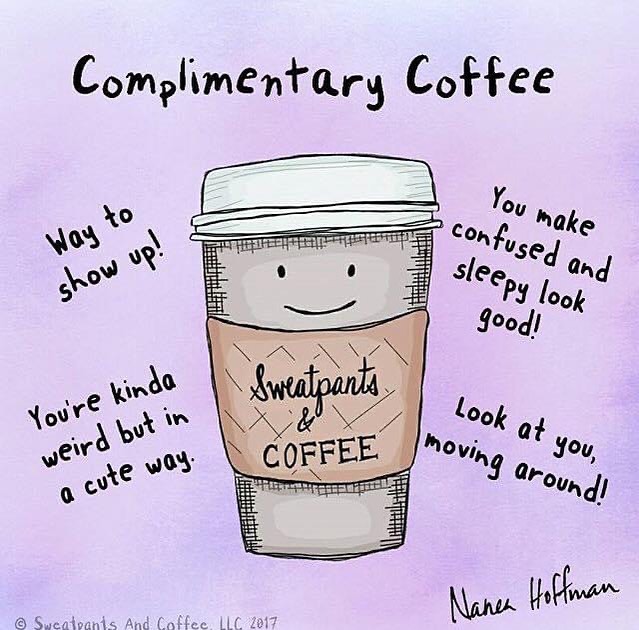 Complimentary Coffee
Way to
show up!
You make
confused and
sleepy look
good!
You're kinda
weird but in
a cute way.
Sweatpants
&
COFFEE
Look at you,
moving around!
Nanea Hoffman
© Sweatpants And Coffee, LLC 2017